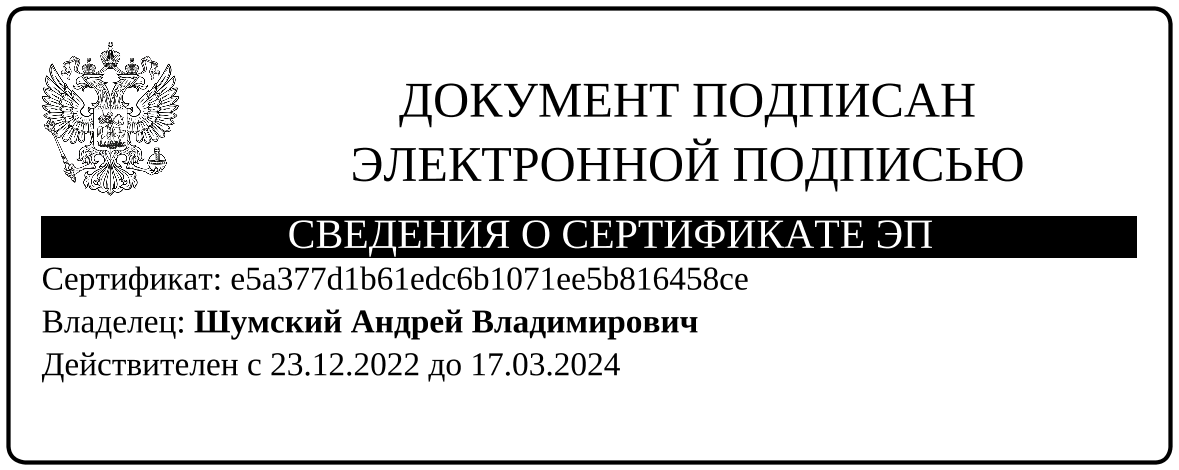 ДОКУМЕНТ ПОДПИСАН
ЭЛЕКТРОННОЙ ПОДПИСЬЮ
СВЕДЕНИЯ О СЕРТИФИКАТЕ ЭП
Сертификат: e5a377d1b61edc6b1071ee5b816458ce
Владелец: Шумский Андрей Владимирович
Действителен с 23.12.2022 до 17.03.2024